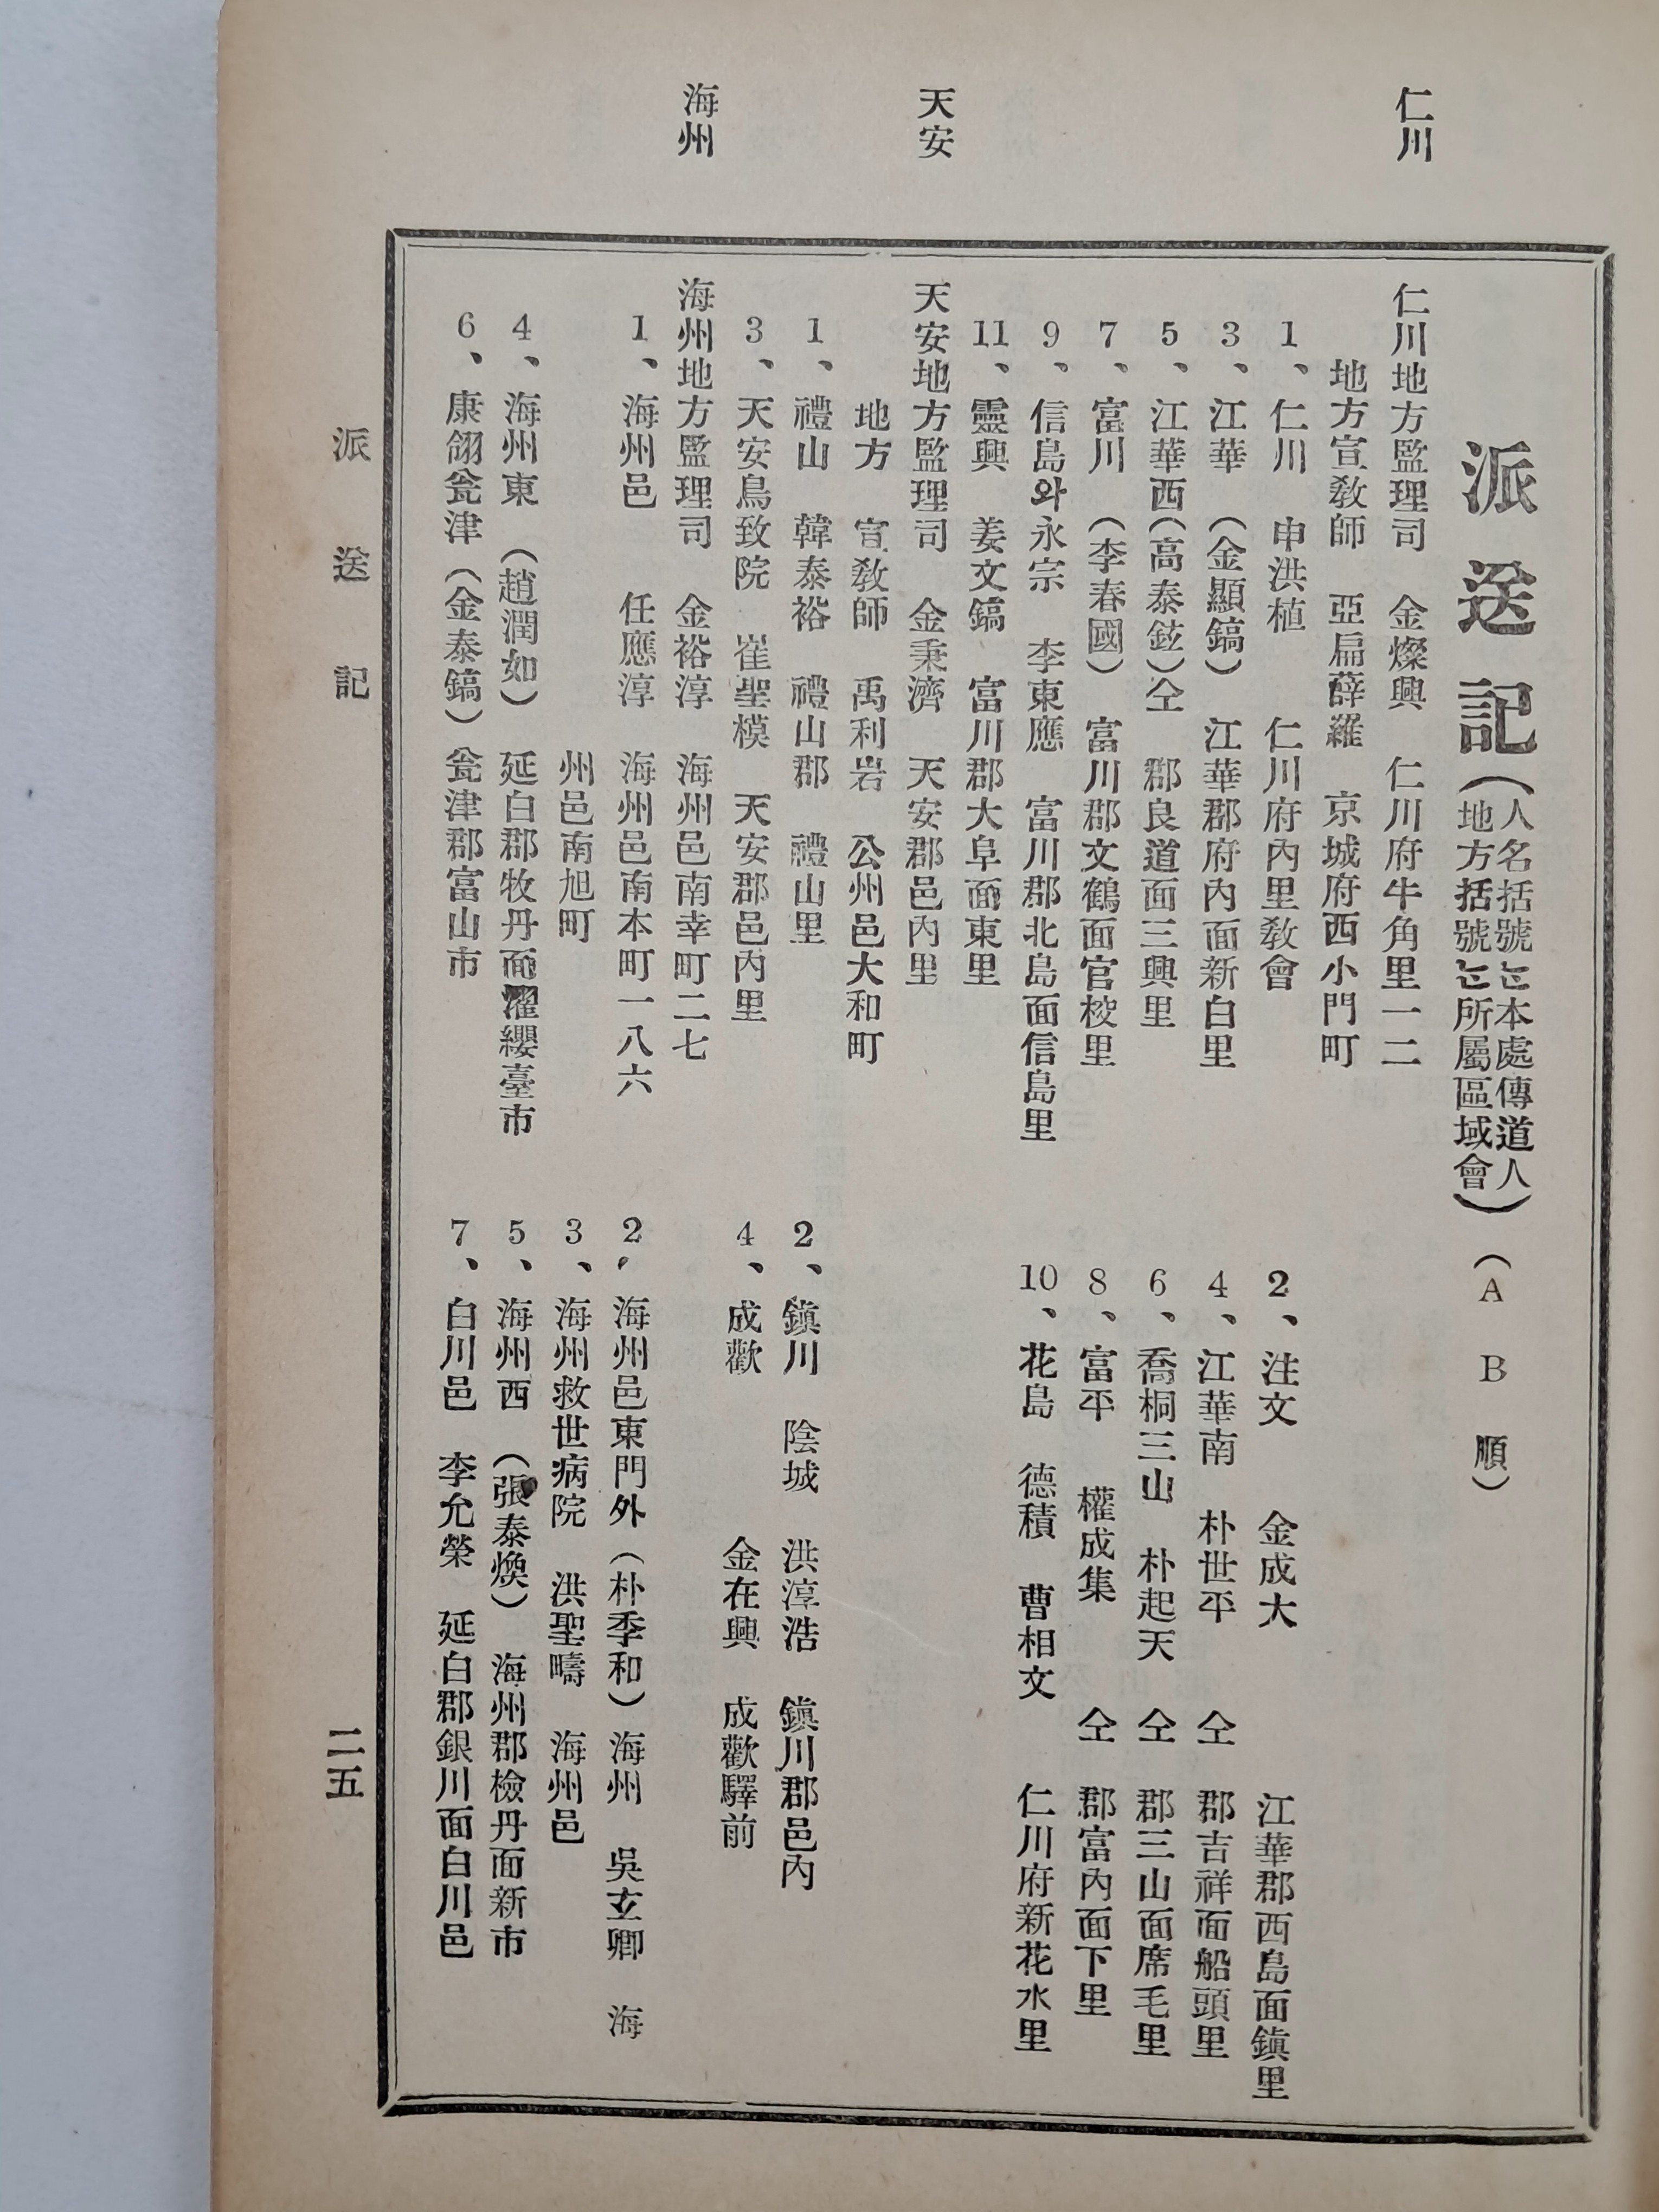 仁川
天安
海州
派送記(人名括號는本處傳道人
地方括號는所屬區域會) (AB順)
仁川地方監理司 金燦興 仁川府牛角里一二
地方宣教師 亞扁薛羅 京城府西小門町
1、仁川 申洪植 仁川府內里敎會
2、注文 金成大 江華郡西島面鎭里
3、江華 (金顯鎬) 江華郡府內面新白里
4、江華南 朴世平 仝 郡吉祥面船頭里
5、江華西(高泰鉉)仝 郡良道面三興里
6、喬桐三山 朴起天 仝 郡三山面席毛里
7、富川 (李春國) 富川郡文鶴面官校里
8、富平 權成集 仝 郡富內面下里
9、信島와永宗 李東應 富川郡北島面信島里
10、花島 德積 曹相文 仁川府新花水里
11、靈興 姜文鎬 富川郡大阜面東里
天安地方監理司 金秉濟 天安郡邑內里
地方 宣敎師 禹利岩 公州邑大和町
1、禮山 韓泰裕 禮山郡 禮山里
2、鎭川 陰城 洪淳浩 鎭川郡邑內
3、天安鳥致院 崔聖模 天安郡邑內里
4、成歡 金在興 成歡驛前
海州地方監理司 金裕淳 海州邑南幸町二七
1、海州邑 任應淳 海州邑南本町一八六
2、海州邑東門外(朴季和) 海州 吳玄卿 海
州邑南旭町
3、海州救世病院 洪聖疇 海州邑
4、海州東 (趙潤如) 延白郡牧丹面濯纓臺市
5、海州西 (張泰煥) 海州郡檢丹面新市
6、康翎瓮津(金泰鎬) 瓮津郡富山市
7、白川邑 李允榮 延白郡銀川面白川邑
派送記
二五